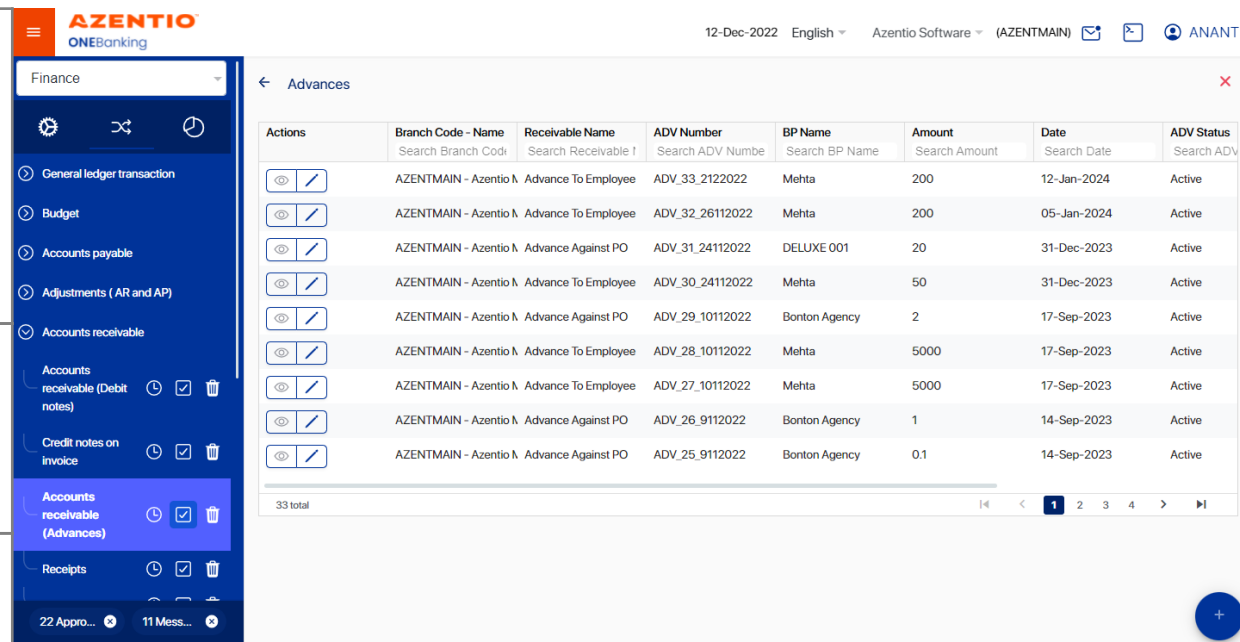 AZENTIO
ONEBanking
12-Dec-2022 English Azentio Software (AZENTMAIN) ANANT
Finance
General ledger transaction
Budget
Accounts payable
Adjustments ( AR and AP)
Accounts receivable
Accounts
receivable (Debit
notes)
Credit notes on
invoice
Accounts
receivable
(Advances)
Receipts
22 Appro... 11 Mess...
Advances
Actions Branch Code - Name Receivable Name ADV Number BP Name Amount Date ADV Status
Search Branch Code Search Receivable Search ADV Numbe Search BP Name Search Amount Search Date Search ADV
AZENTMAIN - Azentio Advance To Employee ADV_33_2122022 Mehta 200 12-Jan-2024 Active
AZENTMAIN - Azentio Advance To Employee ADV_32_26112022 Mehta 200 05-Jan-2024 Active
AZENTMAIN - Azentio Advance Against PO ADV_31_24112022 DELUXE 001 20 31-Dec-2023 Active
AZENTMAIN - Azentio Advance To Employee ADV_30_24112022 Mehta 50 31-Dec-2023 Active
AZENTMAIN - Azentio Advance Against PO ADV_29_10112022 Bonton Agency 2 17-Sep-2023 Active
AZENTMAIN - Azentio Advance To Employee ADV_28_10112022 Mehta 5000 17-Sep-2023 Active
AZENTMAIN - Azentio Advance To Employee ADV_27_10112022 Mehta 5000 17-Sep-2023 Active
AZENTMAIN - Azentio Advance Against PO ADV_26_9112022 Bonton Agency 1 14-Sep-2023 Active
AZENTMAIN - Azentio Advance Against PO ADV_25_9112022 Bonton Agency 0.1 14-Sep-2023 Active
33 total 1 2 3 4